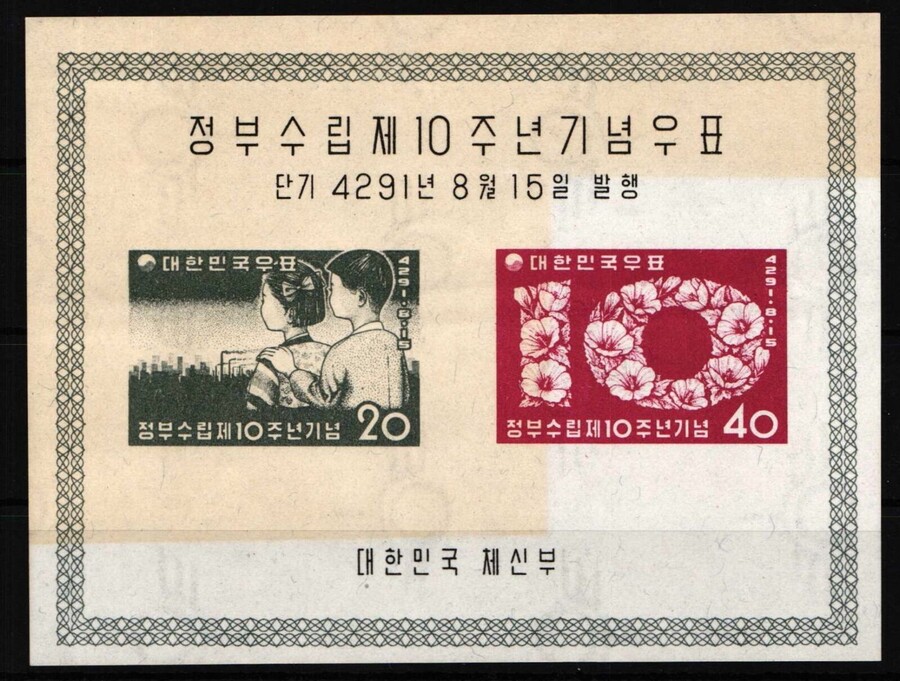 정부수립제10주년기념우표
단기 4291년 8월 15일 발행
대한민국우표
4291·8·15
정부수립제10주년기념 20
대한민국우표
4291·8·15
정부수립제10주년기념 40
대한민국 체신부